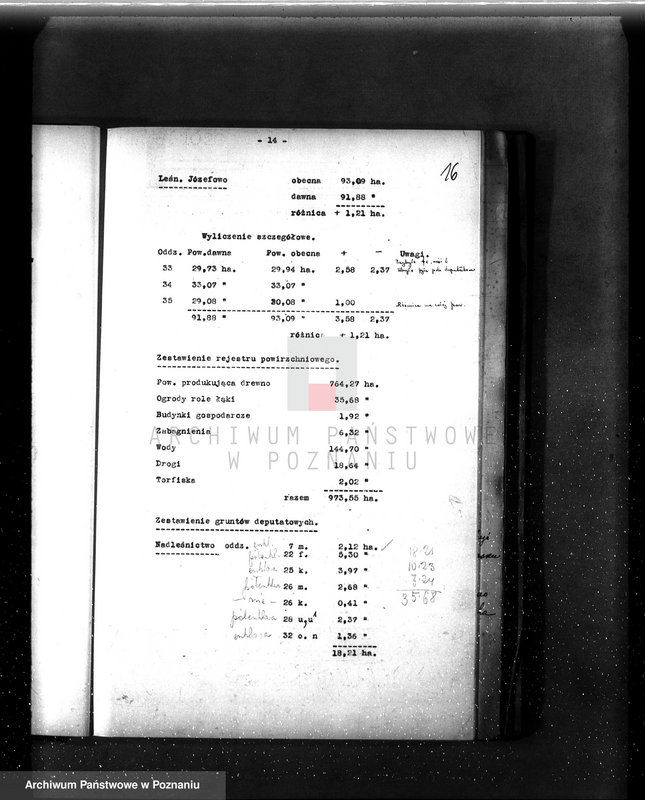 - 14 -
16
Leśn. Józefowo obecna 93,09 ha.
dawna 91,88 "
różnica + 1,21 ha.
Wyliczenie szczegółowe.
Oddz. Pow.dawna Pow. obecna + - Uwagi.
33 29,73 ha. 29,94 ha. 2,58 2,37
34 33,07 " 33,07 "
35 29,08 " 30,08 " 1,00
91,88 " 93,09 " 3,58 2,37
różnica + 1,21 ha.
Zestawienie rejestru powirzchniowego.
Pow. produkująca drewno 764,27 ha.
Ogrody role łąki 35,68 "
Budynki gospodarcze 1,92 "
Zabagnienia 6,32 "
Wody 144,70 "
Drogi 18,64 "
Torfiska 2,02 "
razem 973,55 ha.
ARCHIWUM PAŃSTWOWE
W POZNANIU
Zestawienie gruntów deputatowych.
Nadleśnictwo oddz. 7 m. 2,12 ha.
22 f. 5,30 "
25 k. 3,97 "
26 m. 2,68 "
26 k. 0,41 "
28 u,u¹ 2,37 "
32 o. n 1,36 "
18,21 ha.
18.21
10.23
7.24
35.68
Archiwum Państwowe w Poznaniu